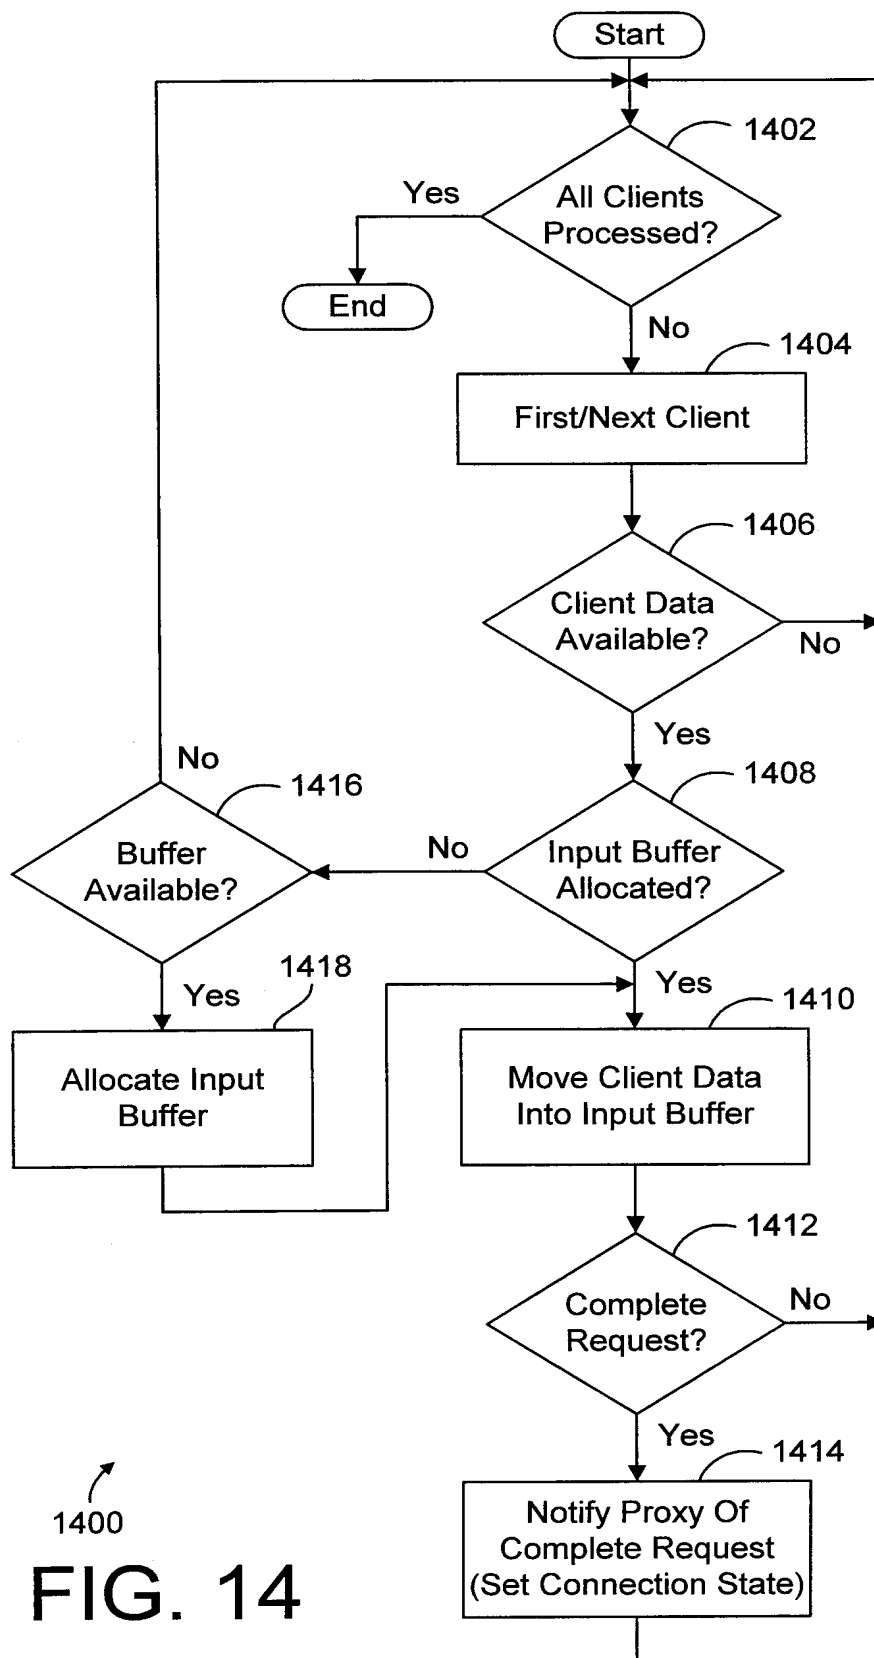 Start
1402
Yes
All Clients
Processed?
End
No
1404
First/Next Client
1406
Client Data
Available?
No
Yes
No
1416
1408
Buffer
Available?
No
Input Buffer
Allocated?
1418
Yes
Yes
1410
Allocate Input
Buffer
Move Client Data
Into Input Buffer
1412
Complete
Request?
No
Yes
1414
Notify Proxy Of
Complete Request
(Set Connection State)
1400
FIG. 14